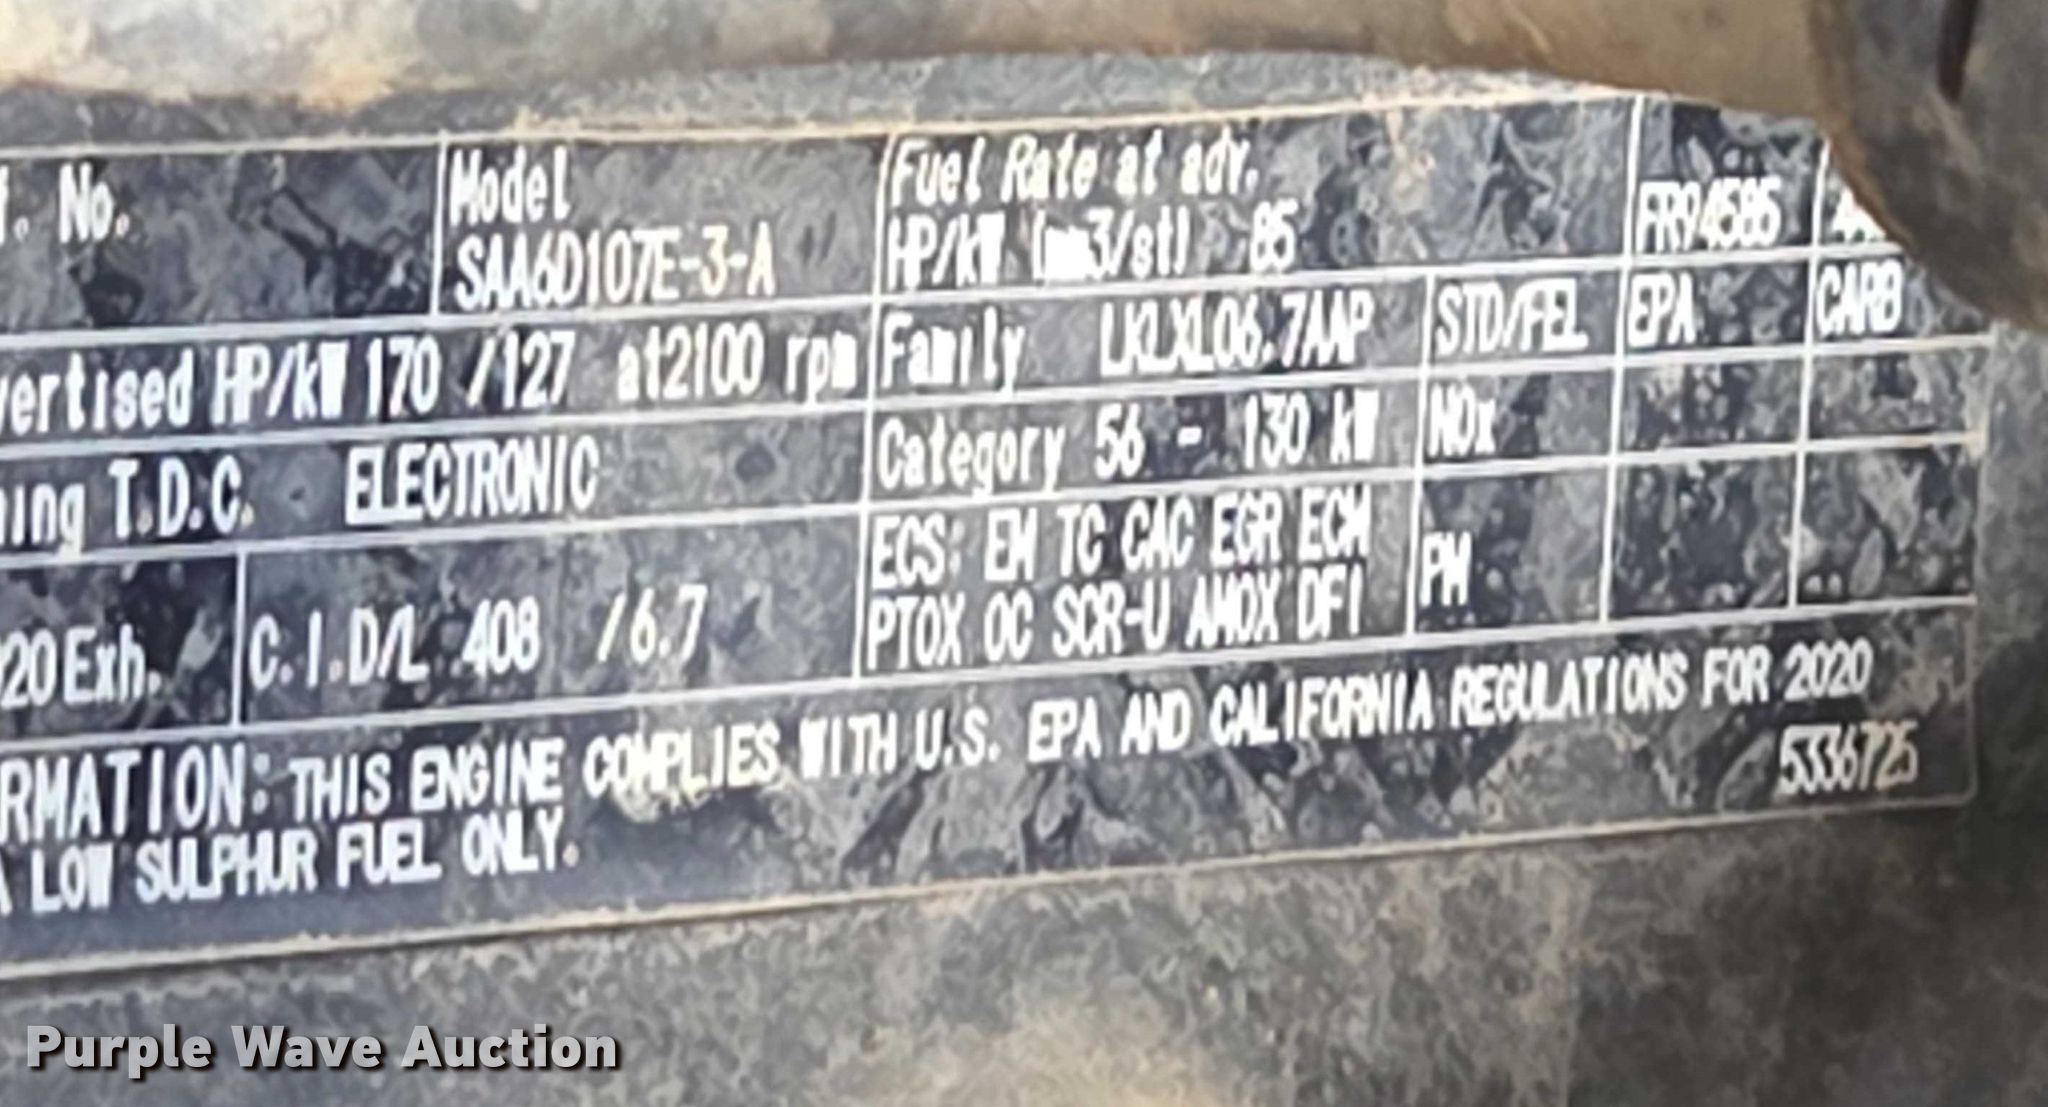 . No.
Model
SAA6D107E-3-A
Fuel Rate at adv.
HP/kW (mm3/st) 85
FR94585
vertised HP/kW 170 /127 at2100 rpm
Family LKLXL06.7AAP
STD/FEL
EPA
CARB
Category 56 - 130 kW
NOx
ing T.D.C. ELECTRONIC
ECS: EM TC CAC EGR ECM
PTOX OC SCR-U AMOX DFI
PM
20 Exh.
C.I.D/L 408 /6.7
RMATION: THIS ENGINE COMPLIES WITH U.S. EPA AND CALIFORNIA REGULATIONS FOR 2020
LOW SULPHUR FUEL ONLY.
5336725
Purple Wave Auction